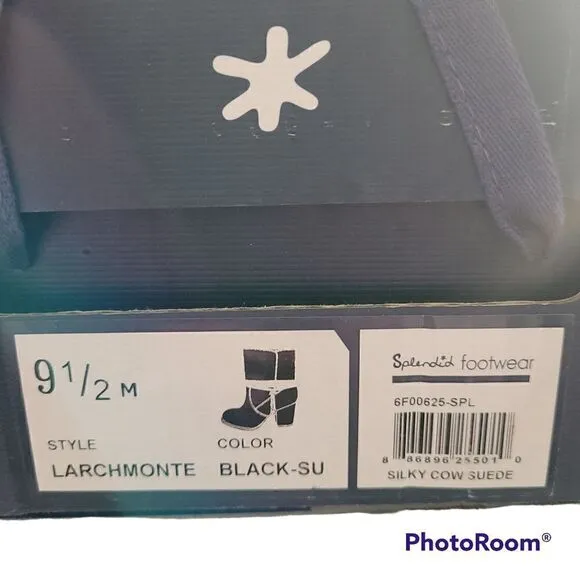 9 1/2 M
STYLE
LARCHMONTE
COLOR
BLACK-SU
Splendid footwear
6F00625-SPL
8 86896 25501 0
SILKY COW SUEDE
PhotoRoom®